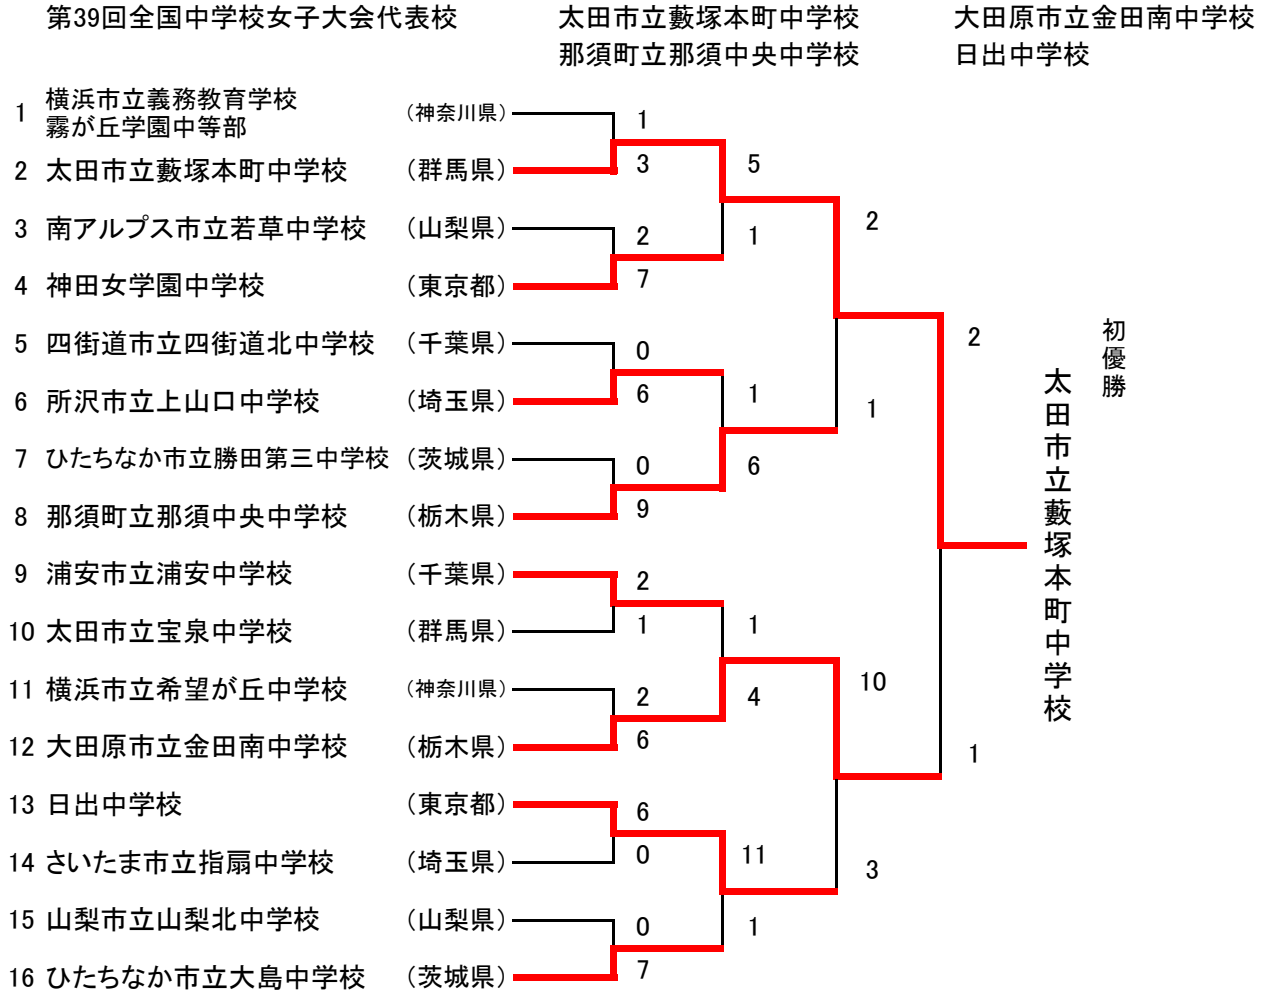 第39回全国中学校女子大会代表校 太田市立藪塚本町中学校 大田原市立金田南中学校
那須町立那須中央中学校 日出中学校
1 横浜市立義務教育学校 霧が丘学園中等部 (神奈川県) 1
2 太田市立藪塚本町中学校 (群馬県) 3 5
3 南アルプス市立若草中学校 (山梨県) 2 1 2
4 神田女学園中学校 (東京都) 7
5 四街道市立四街道北中学校 (千葉県) 0 2
6 所沢市立上山口中学校 (埼玉県) 6 1 1
7 ひたちなか市立勝田第三中学校 (茨城県) 0 6
8 那須町立那須中央中学校 (栃木県) 9
9 浦安市立浦安中学校 (千葉県) 2
10 太田市立宝泉中学校 (群馬県) 1 1
11 横浜市立希望が丘中学校 (神奈川県) 2 4 10
12 大田原市立金田南中学校 (栃木県) 6 1
13 日出中学校 (東京都) 6
14 さいたま市立指扇中学校 (埼玉県) 0 11 3
15 山梨市立山梨北中学校 (山梨県) 0 1
16 ひたちなか市立大島中学校 (茨城県) 7
初優勝
太田市立藪塚本町中学校